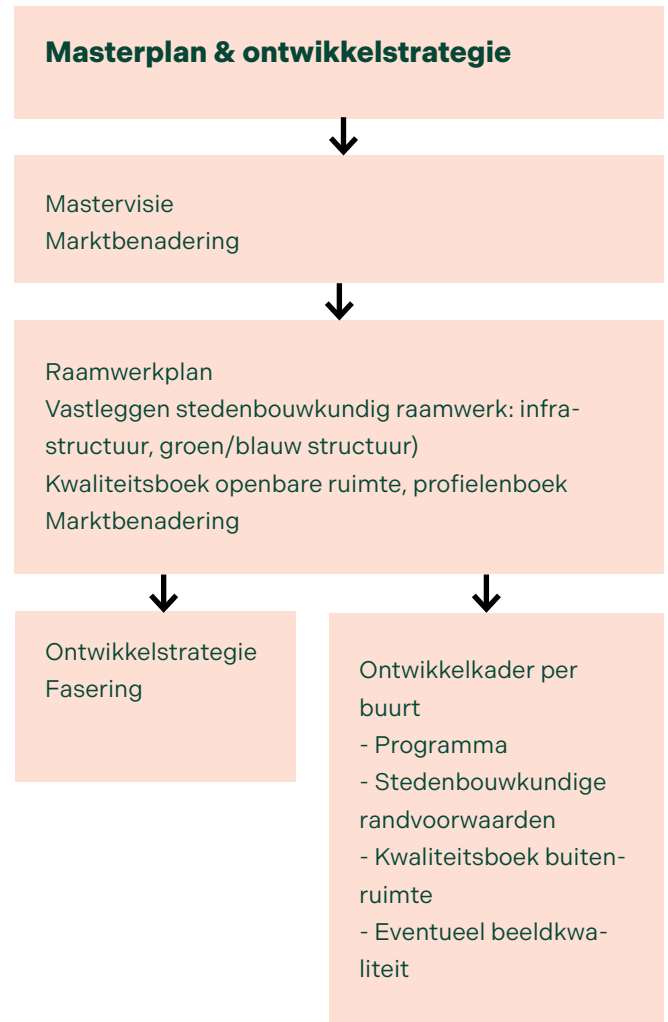 Masterplan & ontwikkelstrategie
Mastervisie
Marktbenadering
Raamwerkplan
Vastleggen stedenbouwkundig raamwerk: infra-
structuur, groen/blauw structuur)
Kwaliteitsboek openbare ruimte, profielenboek
Marktbenadering
Ontwikkelstrategie
Fasering
Ontwikkelkader per
buurt
- Programma
- Stedenbouwkundige
randvoorwaarden
- Kwaliteitsboek buiten-
ruimte
- Eventueel beeldkwa-
liteit